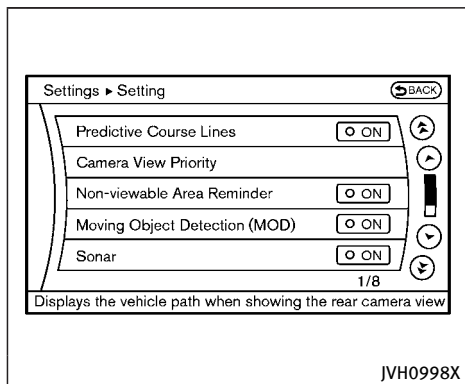 Settings ▸ Setting BACK
Predictive Course Lines ON
Camera View Priority
Non-viewable Area Reminder ON
Moving Object Detection (MOD) ON
Sonar ON
1/8
Displays the vehicle path when showing the rear camera view
JVH0998X